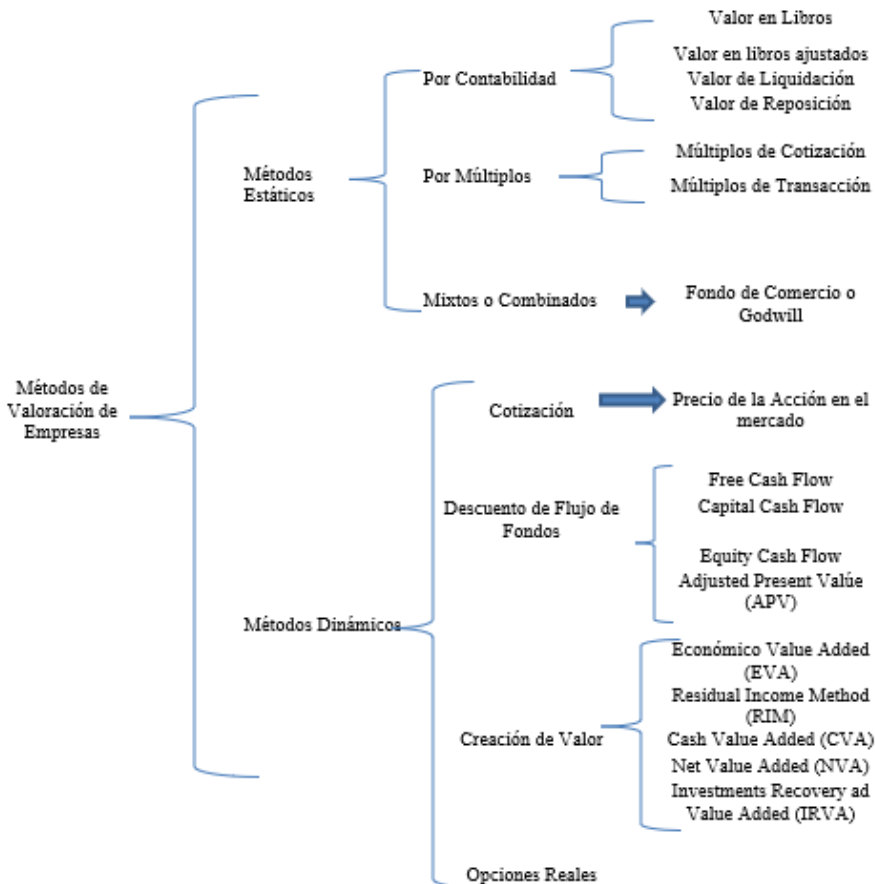 Métodos de
Valoración de
Empresas
Métodos
Estáticos
Por Contabilidad
Valor en Libros
Valor en libros ajustados
Valor de Liquidación
Valor de Reposición
Por Múltiplos
Múltiplos de Cotización
Múltiplos de Transacción
Mixtos o Combinados
Fondo de Comercio o
Godwill
Métodos Dinámicos
Cotización
Precio de la Acción en el
mercado
Descuento de Flujo de
Fondos
Free Cash Flow
Capital Cash Flow
Equity Cash Flow
Adjusted Present Valúe
(APV)
Creación de Valor
Económico Value Added
(EVA)
Residual Income Method
(RIM)
Cash Value Added (CVA)
Net Value Added (NVA)
Investments Recovery ad
Value Added (IRVA)
Opciones Reales